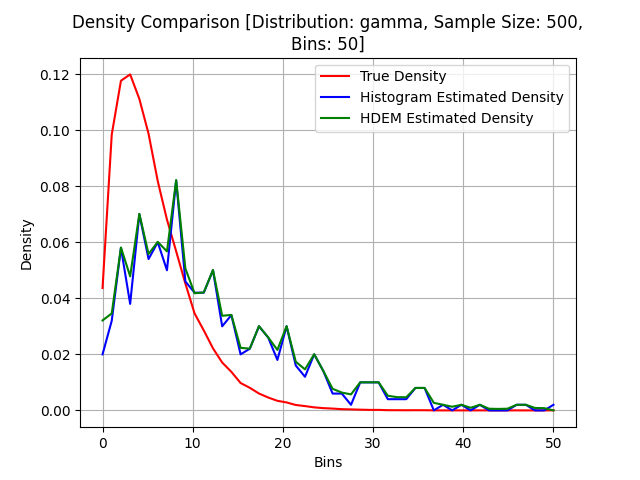 Density Comparison [Distribution: gamma, Sample Size: 500,
Bins: 50]
True Density
Histogram Estimated Density
HDEM Estimated Density
Density
0.12
0.10
0.08
0.06
0.04
0.02
0.00
0 10 20 30 40 50
Bins